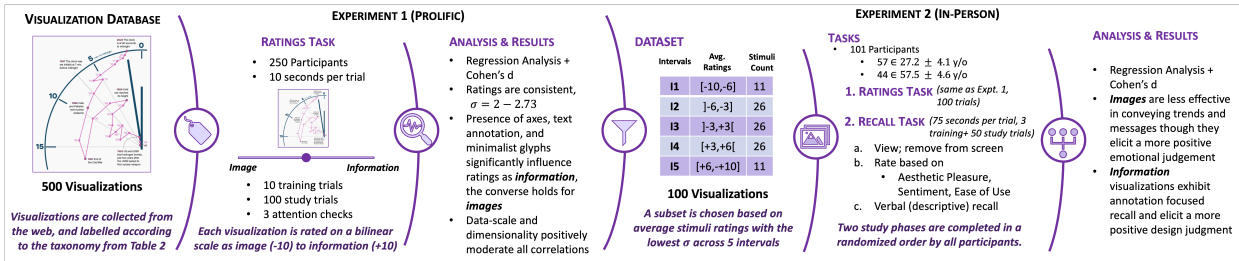 VISUALIZATION DATABASE
0
5
10
15
500 Visualizations
Visualizations are collected from
the web, and labelled according
to the taxonomy from Table 2
EXPERIMENT 1 (PROLIFIC)
RATINGS TASK
• 250 Participants
• 10 seconds per trial
Image
Information
• 10 training trials
• 100 study trials
• 3 attention checks
Each visualization is rated on a bilinear
scale as image (-10) to information (+10)
ANALYSIS & RESULTS
• Regression Analysis +
Cohen's d
• Ratings are consistent,
σ = 2 − 2.73
• Presence of axes, text
annotation, and
minimalist glyphs
significantly influence
ratings as information,
the converse holds for
images
• Data-scale and
dimensionality positively
moderate all correlations
EXPERIMENT 2 (IN-PERSON)
DATASET
Intervals Avg. Ratings Stimuli Count
I1 [-10,-6] 11
I2 ]-6,-3] 26
I3 ]-3,+3[ 26
I4 [+3,+6[ 26
I5 [+6,-+10] 11
100 Visualizations
A subset is chosen based on
average stimuli ratings with the
lowest σ across 5 intervals
TASKS
• 101 Participants
• 57 ∈ 27.2 ± 4.1 y/o
• 44 ∈ 57.5 ± 4.6 y/o
1. RATINGS TASK (same as Expt. 1,
100 trials)
2. RECALL TASK (75 seconds per trial, 3
training+ 50 study trials)
a. View; remove from screen
b. Rate based on
• Aesthetic Pleasure,
Sentiment, Ease of Use
c. Verbal (descriptive) recall
Two study phases are completed in a
randomized order by all participants.
ANALYSIS & RESULTS
• Regression Analysis +
Cohen's d
• Images are less effective
in conveying trends and
messages though they
elicit a more positive
emotional judgement
• Information
visualizations exhibit
annotation focused
recall and elicit a more
positive design judgment